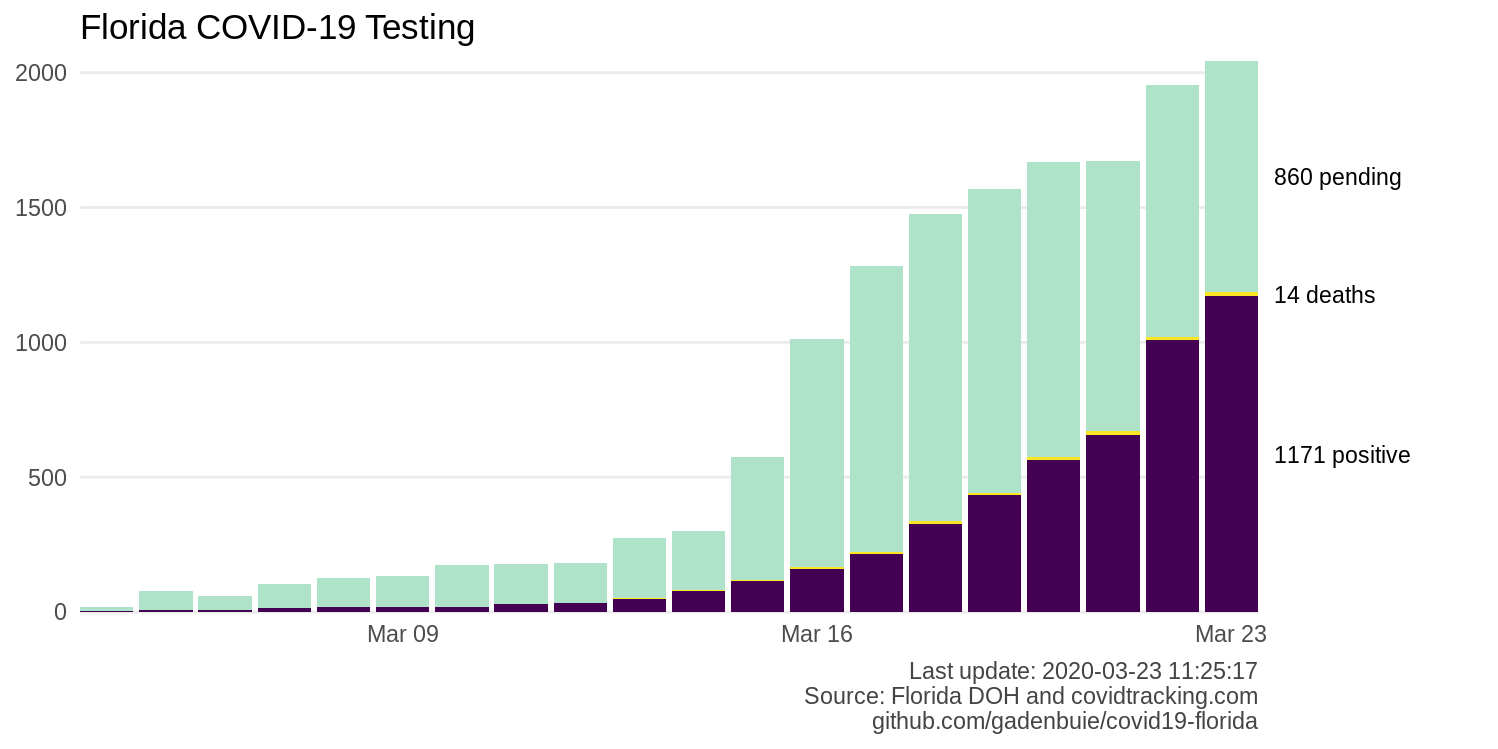 Florida COVID-19 Testing
2000
1500
1000
500
0
860 pending
14 deaths
1171 positive
Mar 09
Mar 16
Mar 23
Last update: 2020-03-23 11:25:17
Source: Florida DOH and covidtracking.com
github.com/gadenbuie/covid19-florida